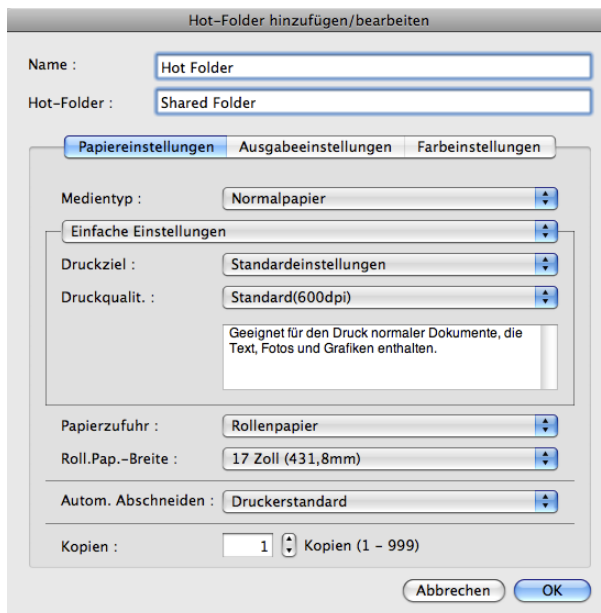 Hot-Folder hinzufügen/bearbeiten
Name : Hot Folder
Hot-Folder : Shared Folder
Papiereinstellungen Ausgabeeinstellungen Farbeinstellungen
Medientyp : Normalpapier
Einfache Einstellungen
Druckziel : Standardeinstellungen
Druckqualit. : Standard(600dpi)
Geeignet für den Druck normaler Dokumente, die
Text, Fotos und Grafiken enthalten.
Papierzufuhr : Rollenpapier
Roll.Pap.-Breite : 17 Zoll (431,8mm)
Autom. Abschneiden : Druckerstandard
Kopien : 1 Kopien (1 - 999)
Abbrechen OK